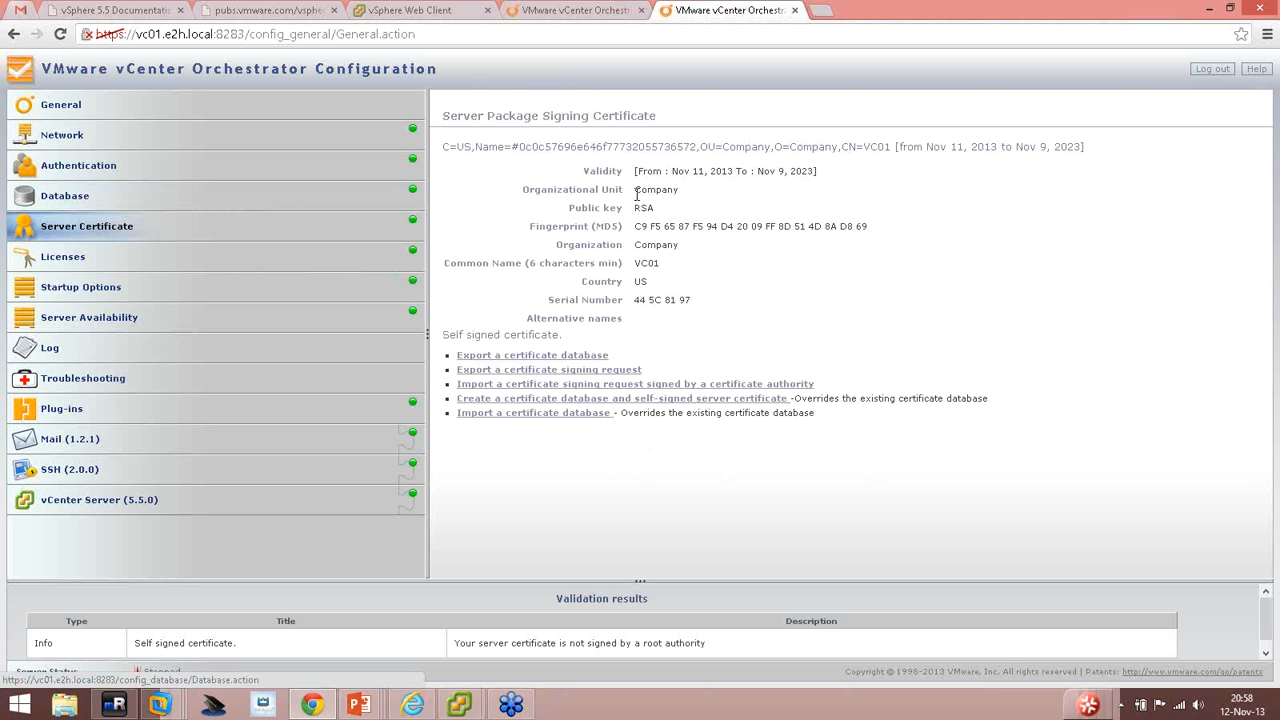 vSphere 5.5 Documentatic
pubs.vmware.com/vsphe
vSphere Web Client
VMware vCenter Orchestr
VMware vCenter Orchestr
https://vc01.e2h.local:8283/config_general/General.action
VMware vCenter Orchestrator Configuration
Log out
Help
General
Network
Authentication
Database
Server Certificate
Licenses
Startup Options
Server Availability
Log
Troubleshooting
Plug-ins
Mail (1.2.1)
SSH (2.0.0)
vCenter Server (5.5.0)
Server Package Signing Certificate
C=US,Name=#0c0c57696e646f77732055736572,OU=Company,O=Company,CN=VC01 [from Nov 11, 2013 to Nov 9, 2023]
Validity [From : Nov 11, 2013 To : Nov 9, 2023]
Organizational Unit Company
Public key RSA
Fingerprint (MD5) C9 F5 65 87 F5 94 D4 20 09 FF 8D 51 4D 8A D8 69
Organization Company
Common Name (6 characters min) VC01
Country US
Serial Number 44 5C 81 97
Alternative names
Self signed certificate.
Export a certificate database
Export a certificate signing request
Import a certificate signing request signed by a certificate authority
Create a certificate database and self-signed server certificate -Overrides the existing certificate database
Import a certificate database - Overrides the existing certificate database
Validation results
Type Title Description
Info Self signed certificate. Your server certificate is not signed by a root authority
Server Status Stopped
Copyright © 1998-2013 VMware, Inc. All rights reserved | Patents: http://www.vmware.com/go/patents
https://vc01.e2h.local:8283/config_database/Database.action
20:58
12-Nov-13